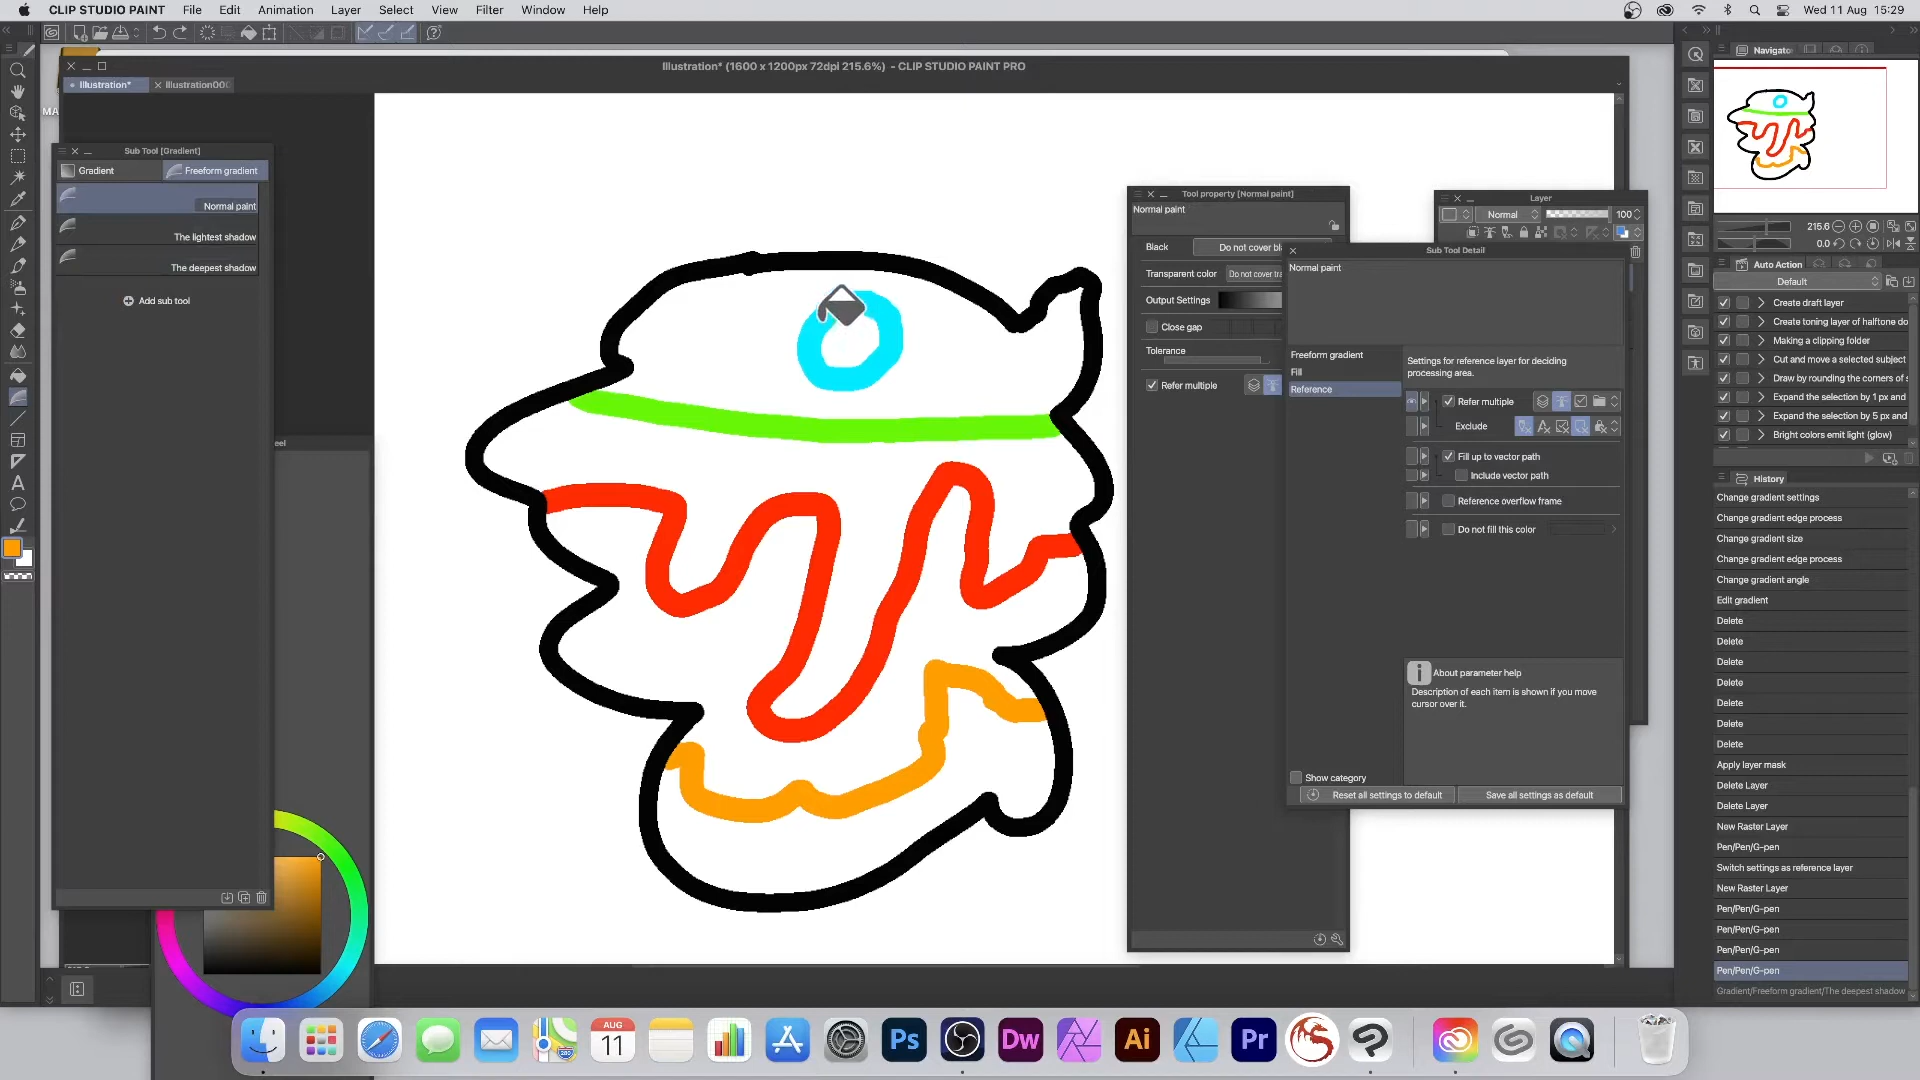 CLIP STUDIO PAINT File Edit Animation Layer Select View Filter Window Help Wed 11 Aug 15:29
Illustration* (1600 x 1200px 72dpi 215.6%) - CLIP STUDIO PAINT PRO
Illustration* Illustration000
MA
Sub Tool [Gradient]
Gradient Freeform gradient
Normal paint
The lightest shadow
The deepest shadow
Add sub tool
Tool property [Normal paint]
Normal paint
Black Do not cover bla
Transparent color Do not cover tra
Output Settings
Close gap
Tolerance
Refer multiple
Layer
Normal 100
Sub Tool Detail
Normal paint
Freeform gradient
Fill
Reference
Settings for reference layer for deciding
processing area.
Refer multiple
Exclude
Fill up to vector path
Include vector path
Reference overflow frame
Do not fill this color
About parameter help
Description of each item is shown if you move
cursor over it.
Show category
Reset all settings to default Save all settings as default
Navigato
215.6
0.0
Auto Action
Default
Create draft layer
Create toning layer of halftone do
Making a clipping folder
Cut and move a selected subject
Draw by rounding the corners of s
Expand the selection by 1 px and
Expand the selection by 5 px and
Bright colors emit light (glow)
History
Change gradient settings
Change gradient edge process
Change gradient size
Change gradient edge process
Change gradient angle
Edit gradient
Delete
Delete
Delete
Delete
Delete
Delete
Delete
Apply layer mask
Delete Layer
Delete Layer
New Raster Layer
Pen/Pen/G-pen
Switch settings as reference layer
New Raster Layer
Pen/Pen/G-pen
Pen/Pen/G-pen
Pen/Pen/G-pen
Pen/Pen/G-pen
Gradient/Freeform gradient/The deepest shadow
AUG
11
280
Ps
Dw
Ai
Pr